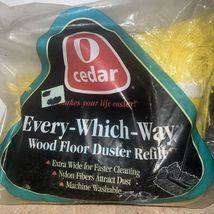 O
cedar
makes your life easier!
Every-Which-Way
Wood Floor Duster Refill
Extra Wide for Faster Cleaning
Nylon Fibers Attract Dust
Machine Washable